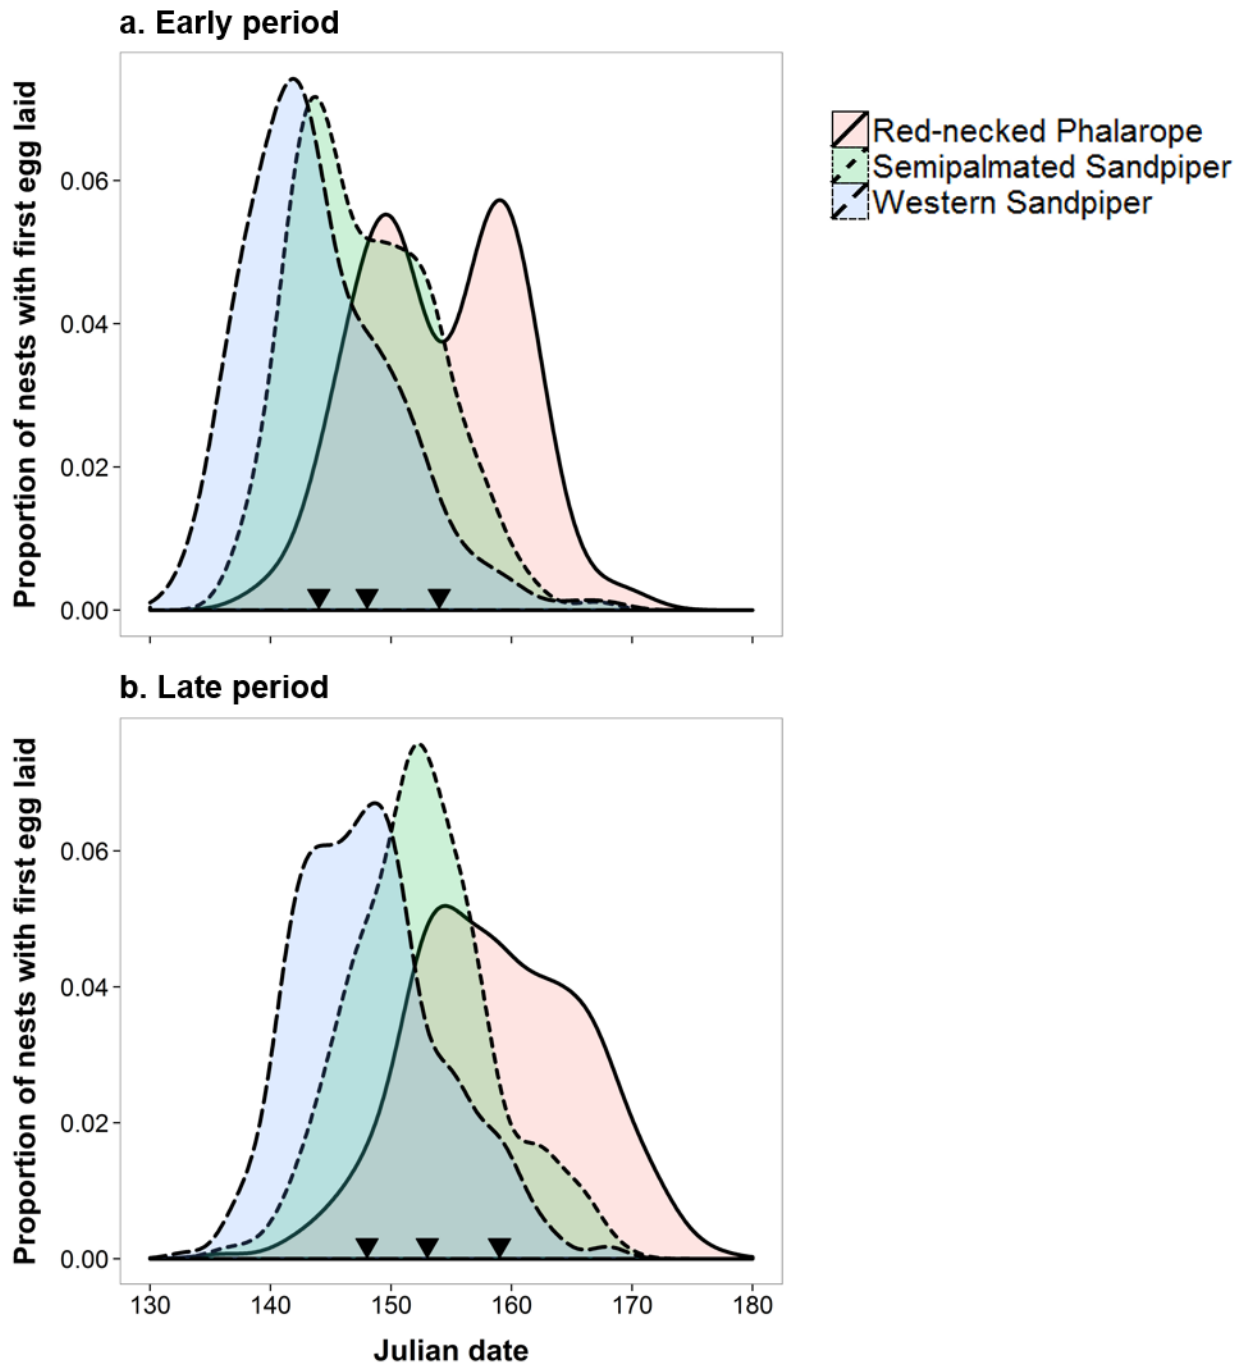 a. Early period
Proportion of nests with first egg laid
0.06
0.04
0.02
0.00
Red-necked Phalarope
Semipalmated Sandpiper
Western Sandpiper
b. Late period
Proportion of nests with first egg laid
0.06
0.04
0.02
0.00
130 140 150 160 170 180
Julian date